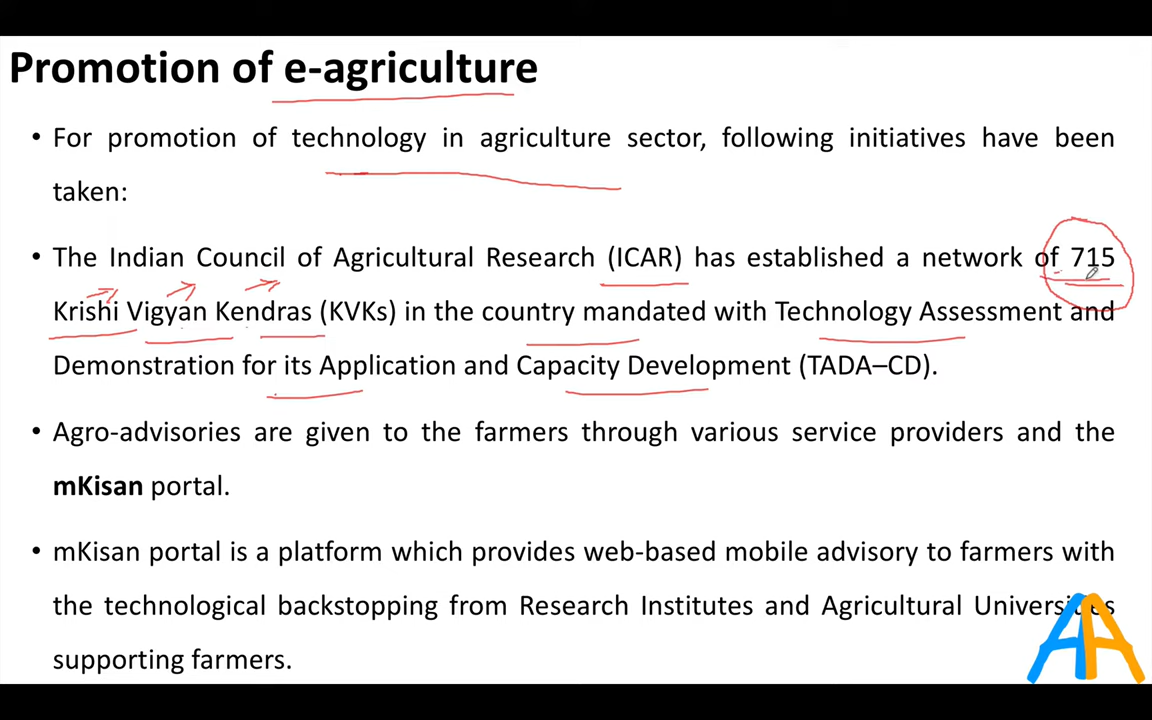 Promotion of e-agriculture
• For promotion of technology in agriculture sector, following initiatives have been
taken:
• The Indian Council of Agricultural Research (ICAR) has established a network of 715
Krishi Vigyan Kendras (KVKs) in the country mandated with Technology Assessment and
Demonstration for its Application and Capacity Development (TADA–CD).
• Agro-advisories are given to the farmers through various service providers and the
mKisan portal.
• mKisan portal is a platform which provides web-based mobile advisory to farmers with
the technological backstopping from Research Institutes and Agricultural Universities
supporting farmers.
AA